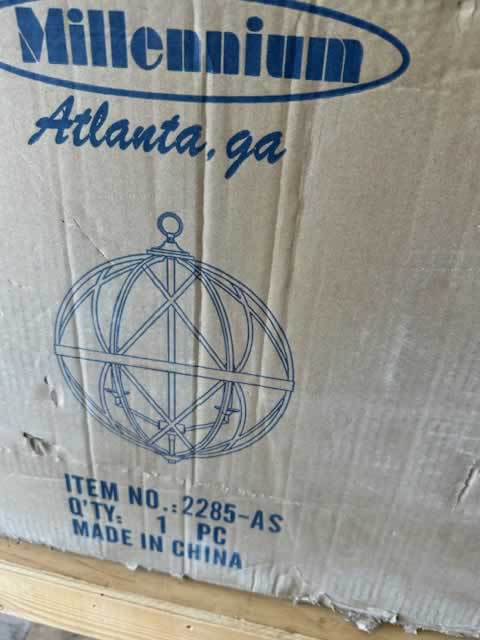 Millennium
Atlanta, ga
ITEM NO.:2285-AS
Q'TY: 1 PC
MADE IN CHINA